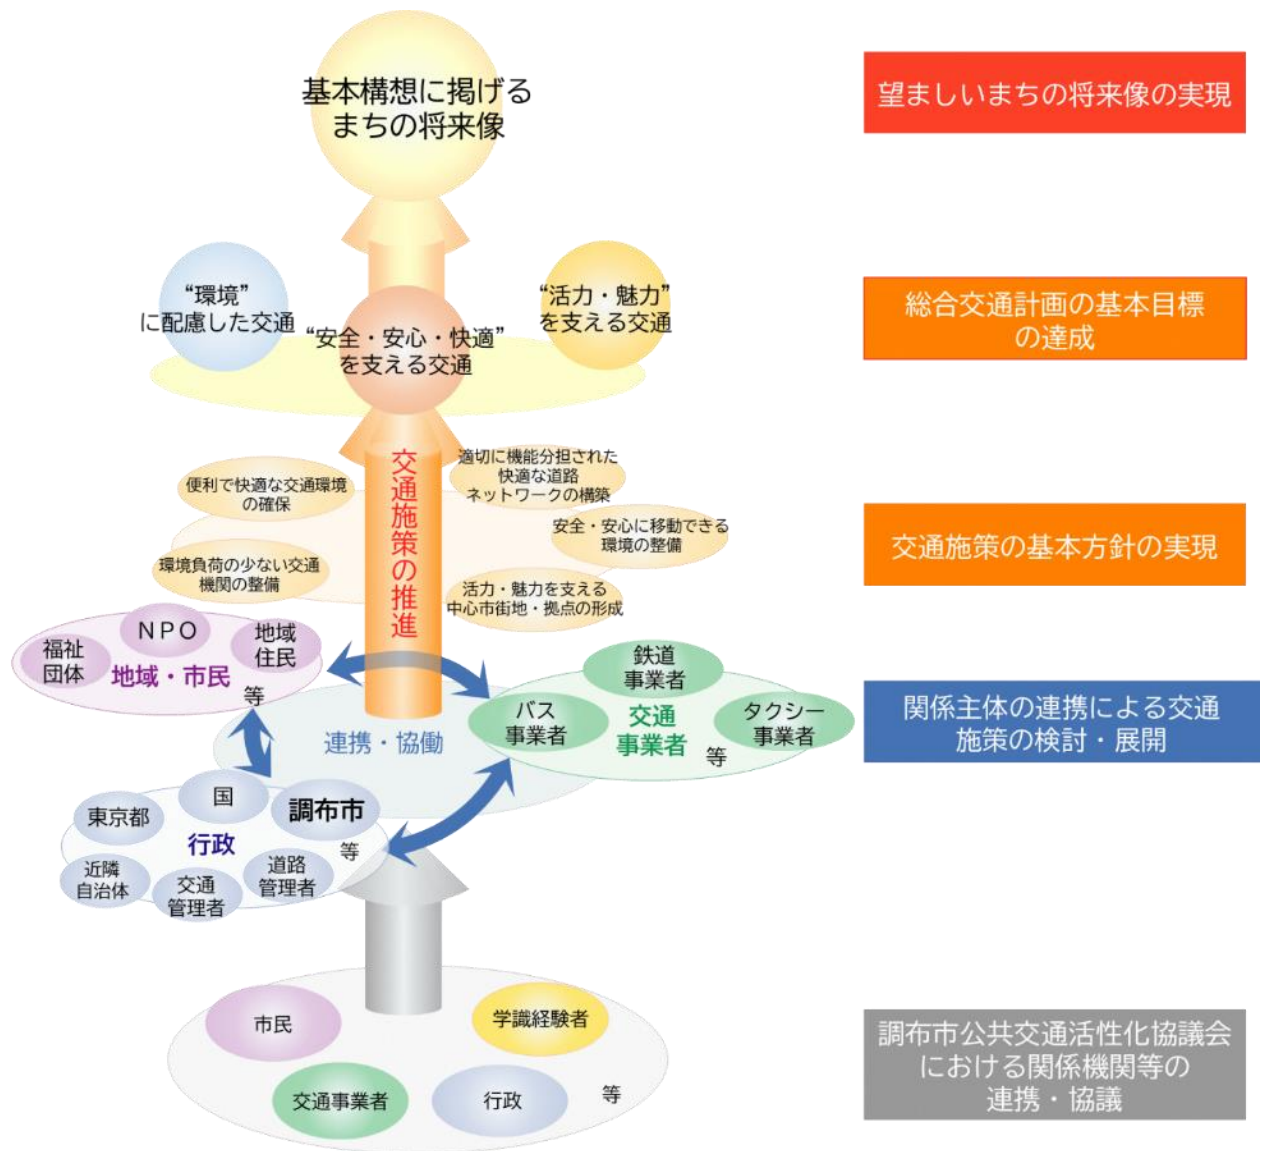 基本構想に掲げる
まちの将来像
望ましいまちの将来像の実現
“環境”
に配慮した交通
“安全・安心・快適”
を支える交通
“活力・魅力”
を支える交通
総合交通計画の基本目標
の達成
交通施策の推進
便利で快適な交通環境
の確保
適切に機能分担された
快適な道路
ネットワークの構築
安全・安心に移動できる
環境の整備
環境負荷の少ない交通
機関の整備
活力・魅力を支える
中心市街地・拠点の形成
交通施策の基本方針の実現
福祉
団体
NPO
地域
住民
地域・市民
等
連携・協働
鉄道
事業者
バス
事業者
交通
事業者
タクシー
事業者
等
関係主体の連携による交通
施策の検討・展開
東京都
国
調布市
行政
等
近隣
自治体
交通
管理者
道路
管理者
市民
学識経験者
交通事業者
行政
等
調布市公共交通活性化協議会
における関係機関等の
連携・協議